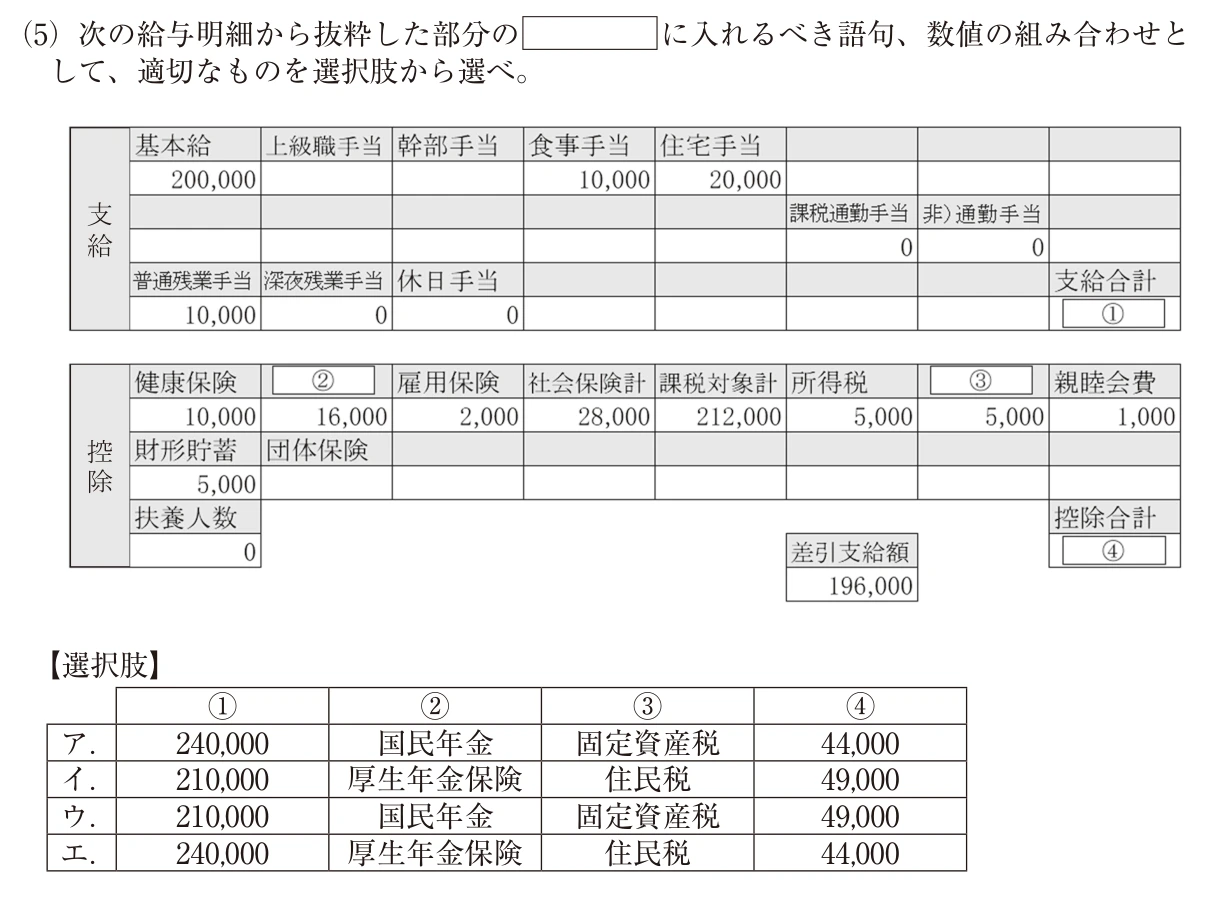 (5) 次の給与明細から抜粋した部分の に入れるべき語句、数値の組み合わせと
して、適切なものを選択肢から選べ。
支給
基本給 上級職手当 幹部手当 食事手当 住宅手当
200,000 10,000 20,000
課税通勤手当 非)通勤手当
0 0
普通残業手当 深夜残業手当 休日手当 支給合計
10,000 0 0 ①
控除
健康保険 ② 雇用保険 社会保険計 課税対象計 所得税 ③ 親睦会費
10,000 16,000 2,000 28,000 212,000 5,000 5,000 1,000
財形貯蓄 団体保険
5,000
扶養人数 控除合計
0 差引支給額 ④
196,000
【選択肢】
① ② ③ ④
ア. 240,000 国民年金 固定資産税 44,000
イ. 210,000 厚生年金保険 住民税 49,000
ウ. 210,000 国民年金 固定資産税 49,000
エ. 240,000 厚生年金保険 住民税 44,000